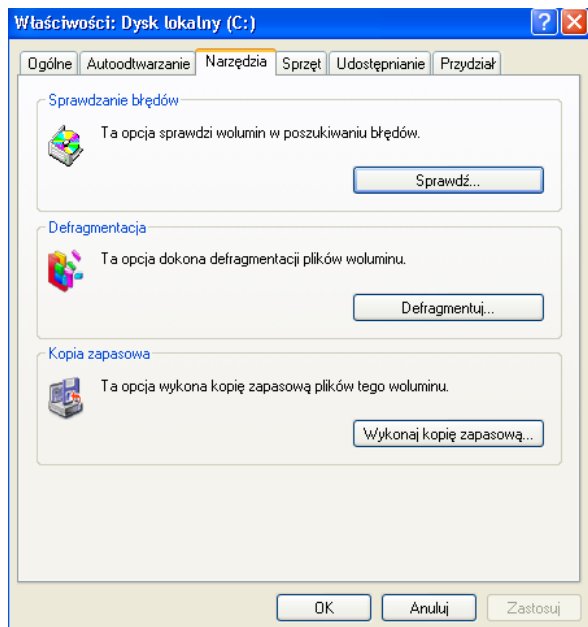 Właściwości: Dysk lokalny (C:)
Ogólne Autoodtwarzanie Narzędzia Sprzęt Udostępnianie Przydział
Sprawdzanie błędów
Ta opcja sprawdzi wolumin w poszukiwaniu błędów.
Sprawdź...
Defragmentacja
Ta opcja dokona defragmentacji plików woluminu.
Defragmentuj...
Kopia zapasowa
Ta opcja wykona kopię zapasową plików tego woluminu.
Wykonaj kopię zapasową...
OK Anuluj Zastosuj